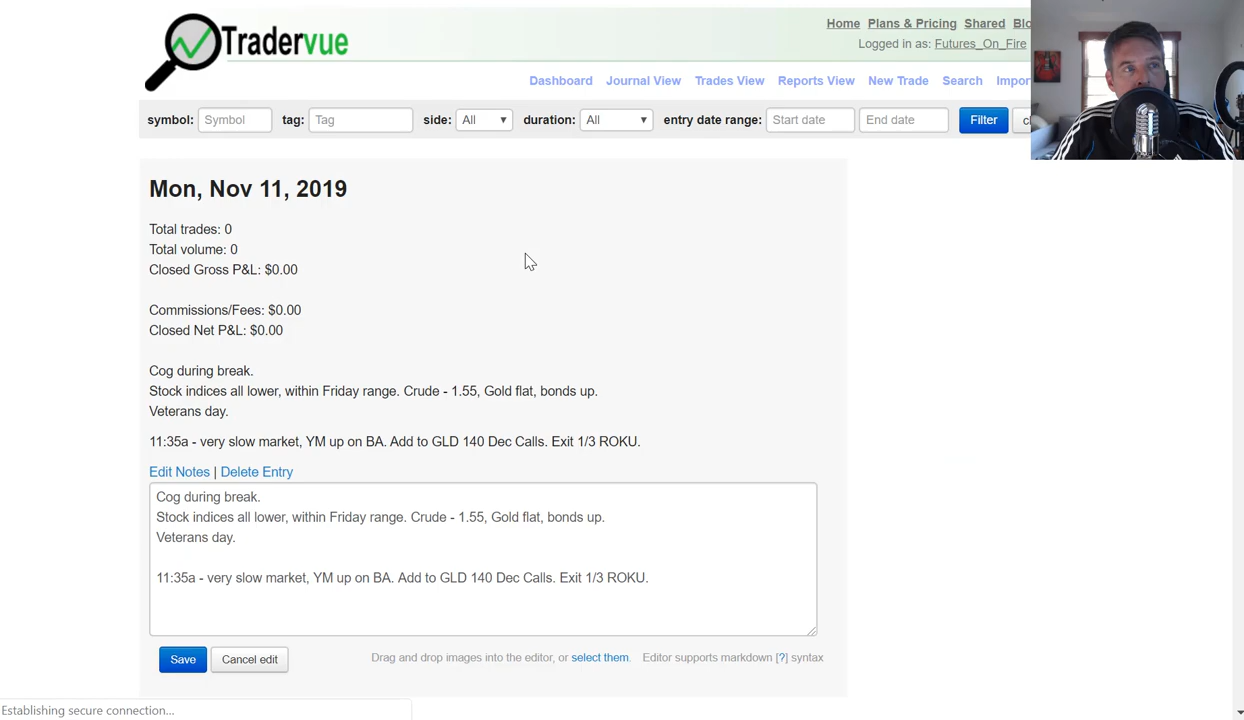 Tradervue
Home Plans & Pricing Shared
Logged in as: Futures_On_Fire
Dashboard Journal View Trades View Reports View New Trade Search
symbol: Symbol tag: Tag side: All duration: All entry date range: Start date End date Filter
Mon, Nov 11, 2019
Total trades: 0
Total volume: 0
Closed Gross P&L: $0.00
Commissions/Fees: $0.00
Closed Net P&L: $0.00
Cog during break.
Stock indices all lower, within Friday range. Crude - 1.55, Gold flat, bonds up.
Veterans day.
11:35a - very slow market, YM up on BA. Add to GLD 140 Dec Calls. Exit 1/3 ROKU.
Edit Notes | Delete Entry
Cog during break.
Stock indices all lower, within Friday range. Crude - 1.55, Gold flat, bonds up.
Veterans day.
11:35a - very slow market, YM up on BA. Add to GLD 140 Dec Calls. Exit 1/3 ROKU.
Save Cancel edit Drag and drop images into the editor, or select them. Editor supports markdown [?] syntax
Establishing secure connection...